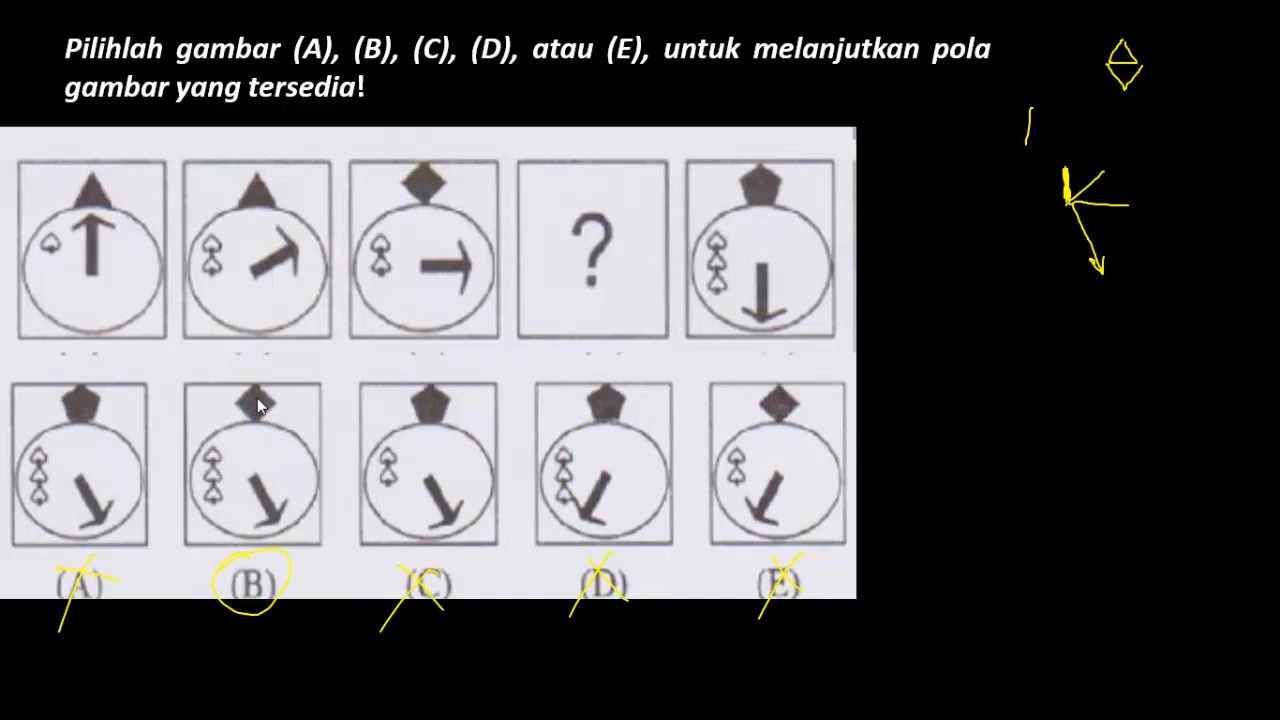 Pilihlah gambar (A), (B), (C), (D), atau (E), untuk melanjutkan pola
gambar yang tersedia!
?
(A) (B) (C) (D) (E)